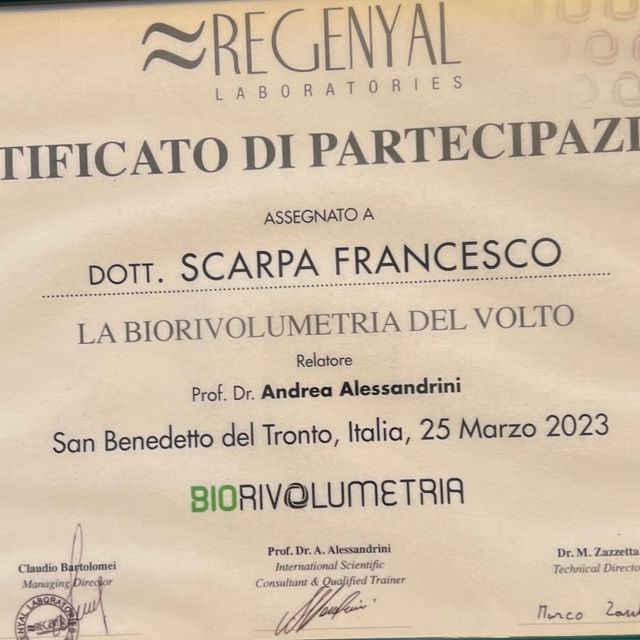 REGENYAL
LABORATORIES
TIFICATO DI PARTECIPAZI
ASSEGNATO A
DOTT. SCARPA FRANCESCO
LA BIORIVOLUMETRIA DEL VOLTO
Relatore
Prof. Dr. Andrea Alessandrini
San Benedetto del Tronto, Italia, 25 Marzo 2023
BIORIVOLUMETRIA
Claudio Bartolomei
Managing Director
Prof. Dr. A. Alessandrini
International Scientific
Consultant & Qualified Trainer
Dr. M. Zazzetta
Technical Directo
Marco